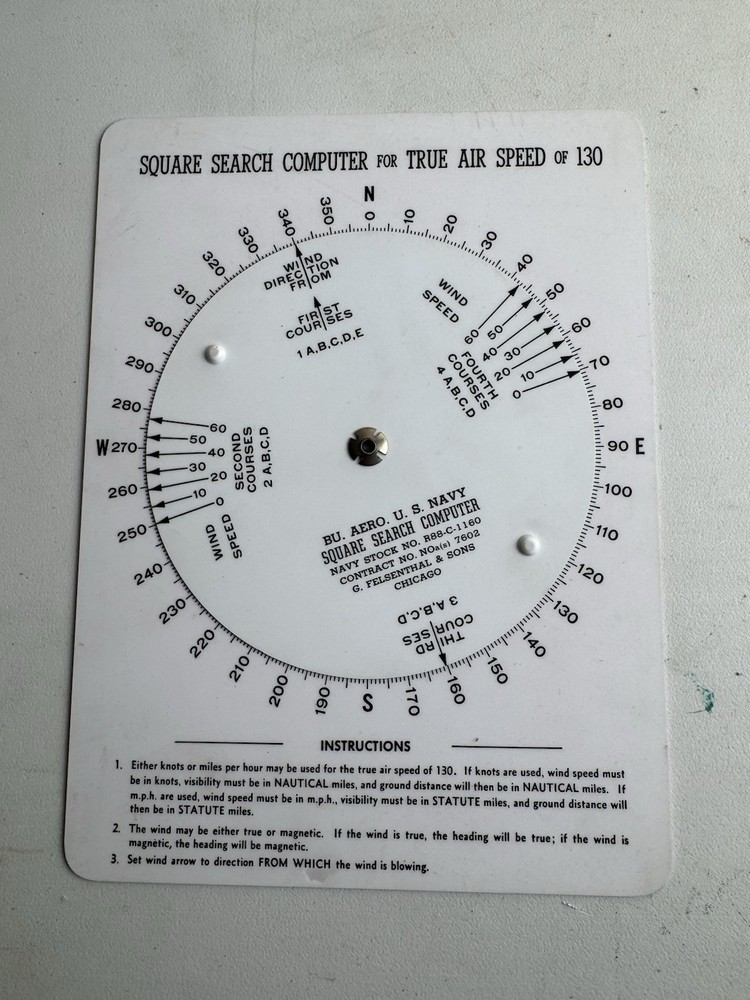 SQUARE SEARCH COMPUTER FOR TRUE AIR SPEED OF 130
N
0
10
20
30
40
50
60
70
80
90 E
100
110
120
130
140
150
160
170
S
190
200
210
220
230
240
250
260
W 270
280
290
300
310
320
330
340
350
WIND
DIRECTION
FROM
FIRST
COURSES
1 A,B,C,D,E
WIND
SPEED
60
50
40
30
20
10
0
FOURTH
COURSES
4 A,B,C,D
60
50
40
30
20
10
0
SECOND
COURSES
2 A,B,C,D
WIND
SPEED
BU. AERO. U. S. NAVY
SQUARE SEARCH COMPUTER
NAVY STOCK NO. R88-C-1160
CONTRACT NO. NOa(s) 7602
G. FELSENTHAL & SONS
CHICAGO
THIRD
COURSES
3 A,B,C,D
INSTRUCTIONS
1. Either knots or miles per hour may be used for the true air speed of 130. If knots are used, wind speed must
be in knots, visibility must be in NAUTICAL miles, and ground distance will then be in NAUTICAL miles. If
m.p.h. are used, wind speed must be in m.p.h., visibility must be in STATUTE miles, and ground distance will
then be in STATUTE miles.
2. The wind may be either true or magnetic. If the wind is true, the heading will be true; if the wind is
magnetic, the heading will be magnetic.
3. Set wind arrow to direction FROM WHICH the wind is blowing.